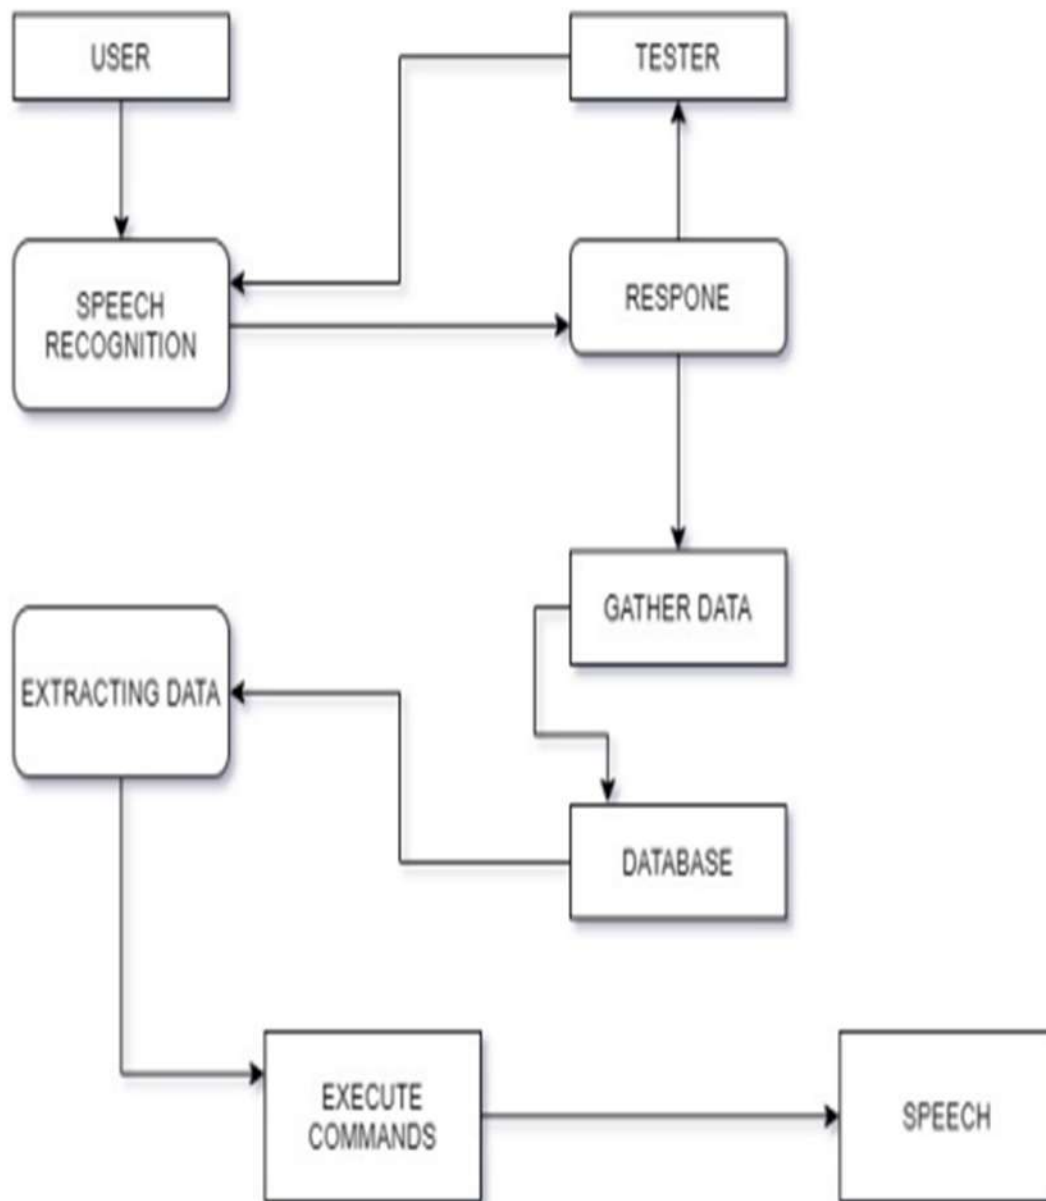 USER
TESTER
SPEECH
RECOGNITION
RESPONE
GATHER DATA
EXTRACTING DATA
DATABASE
EXECUTE
COMMANDS
SPEECH